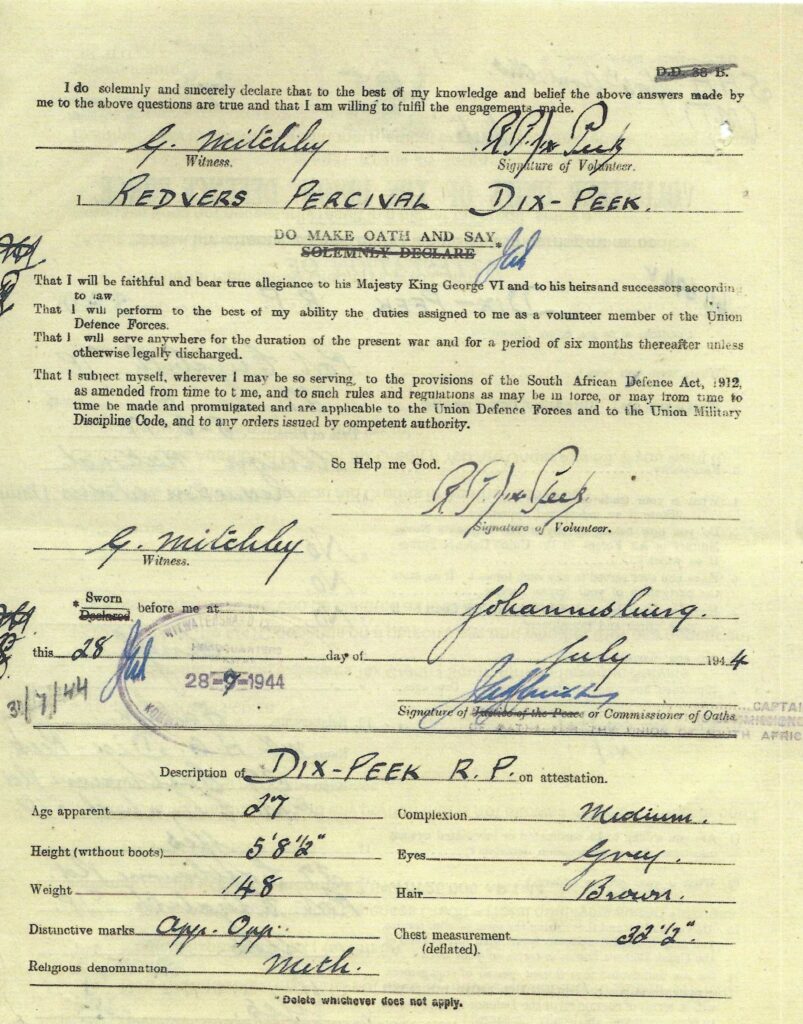 D.D. 38 B.
I do solemnly and sincerely declare that to the best of my knowledge and belief the above answers made by
me to the above questions are true and that I am willing to fulfil the engagements made.
G. Mitchley R P Dix Peek
Witness. Signature of Volunteer.
I REDVERS PERCIVAL DIX-PEEK.
DO MAKE OATH AND SAY
SOLEMNLY DECLARE *
That I will be faithful and bear true allegiance to his Majesty King George VI and to his heirs and successors according
to law.
That I will perform to the best of my ability the duties assigned to me as a volunteer member of the Union
Defence Forces.
That I will serve anywhere for the duration of the present war and for a period of six months thereafter unless
otherwise legally discharged.
That I subject myself, wherever I may be so serving, to the provisions of the South African Defence Act, 1912,
as amended from time to time, and to such rules and regulations as may be in force, or may from time to
time be made and promulgated and are applicable to the Union Defence Forces and to the Union Military
Discipline Code, and to any orders issued by competent authority.
So Help me God.
R P Dix Peek
Signature of Volunteer.
G. Mitchley
Witness.
* Sworn
Declared before me at Johannesburg.
this 28 day of July 1944
HEADQUARTERS
28-7-1944
31/7/44
Signature of Justice of the Peace or Commissioner of Oaths.
CAPTAI
Description of DIX-PEEK R.P. on attestation.
Age apparent 27 Complexion Medium.
Height (without boots) 5'8½" Eyes Grey.
Weight 148 Hair Brown.
Distinctive marks App. Opp. Chest measurement 32½".
(deflated).
Religious denomination Meth.
*Delete whichever does not apply.